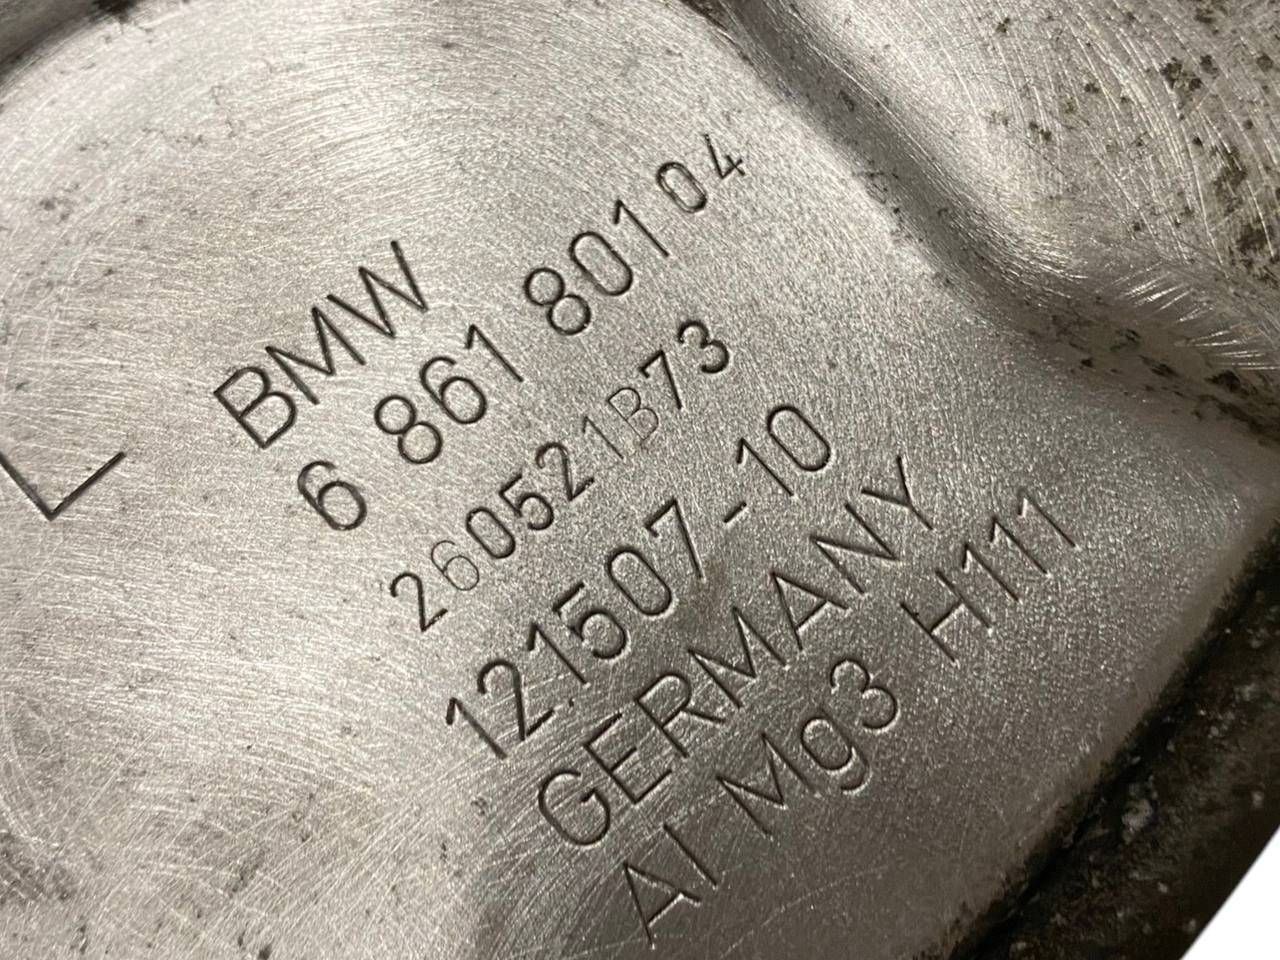 L
BMW
6 861 801 04
260521B73
121507-10
GERMANY
Al Mg3 H111